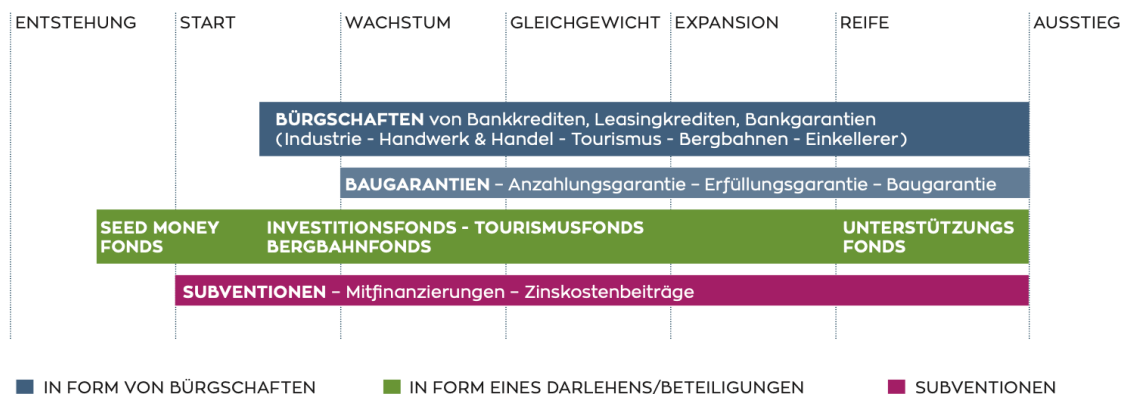 ENTSTEHUNG START WACHSTUM GLEICHGEWICHT EXPANSION REIFE AUSSTIEG
BÜRGSCHAFTEN von Bankkrediten, Leasingkrediten, Bankgarantien
(Industrie - Handwerk & Handel - Tourismus - Bergbahnen - Einkellerer)
BAUGARANTIEN – Anzahlungsgarantie – Erfüllungsgarantie – Baugarantie
SEED MONEY
FONDS
INVESTITIONSFONDS - TOURISMUSFONDS
BERGBAHNFONDS
UNTERSTÜTZUNGS
FONDS
SUBVENTIONEN – Mitfinanzierungen – Zinskostenbeiträge
IN FORM VON BÜRGSCHAFTEN IN FORM EINES DARLEHENS/BETEILIGUNGEN SUBVENTIONEN